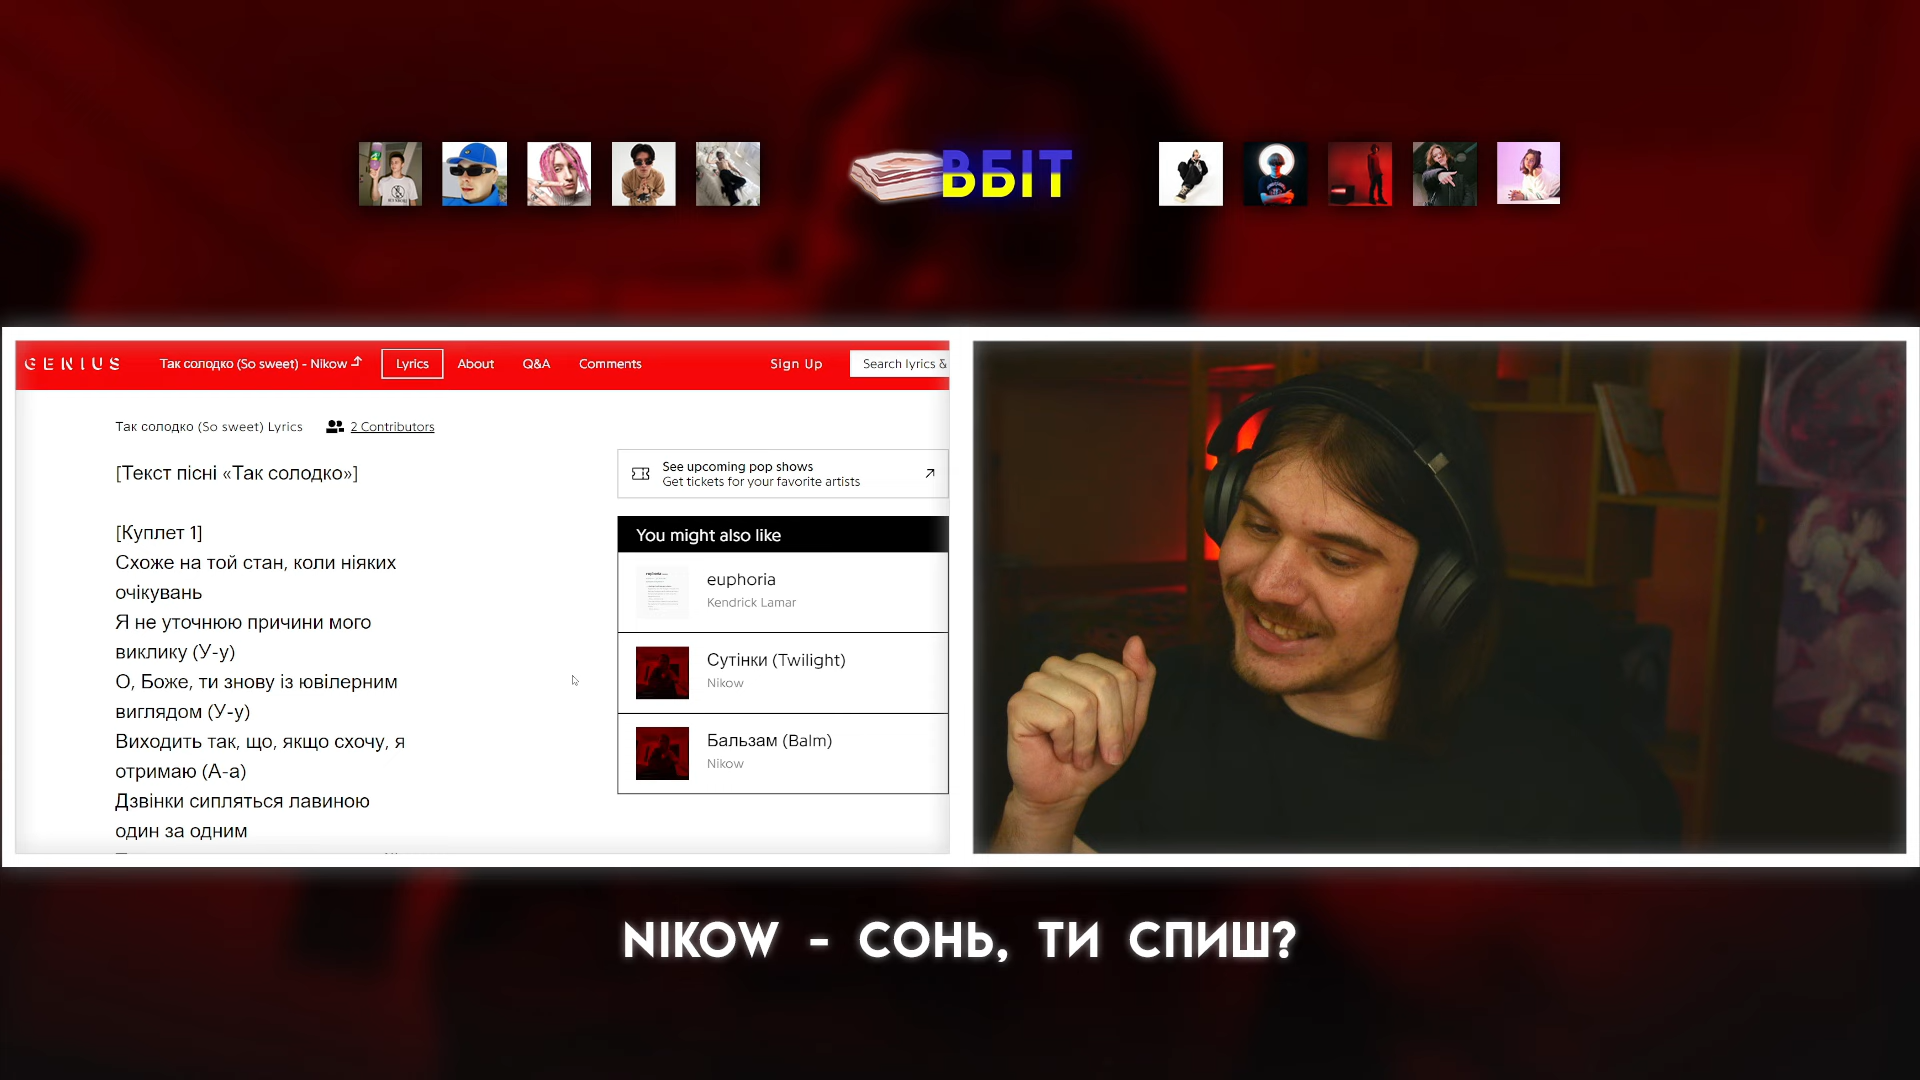 ВБІТ
GENIUS
Так солодко (So sweet) - Nikow
Lyrics
About
Q&A
Comments
Sign Up
Search lyrics &
Так солодко (So sweet) Lyrics
2 Contributors
[Текст пісні «Так солодко»]
[Куплет 1]
Схоже на той стан, коли ніяких
очікувань
Я не уточнюю причини мого
виклику (У-у)
О, Боже, ти знову із ювілерним
виглядом (У-у)
Виходить так, що, якщо схочу, я
отримаю (А-а)
Дзвінки сипляться лавиною
один за одним
See upcoming pop shows
Get tickets for your favorite artists
You might also like
euphoria
Kendrick Lamar
Сутінки (Twilight)
Nikow
Бальзам (Balm)
Nikow
NIKOW - СОНЬ, ТИ СПИШ?